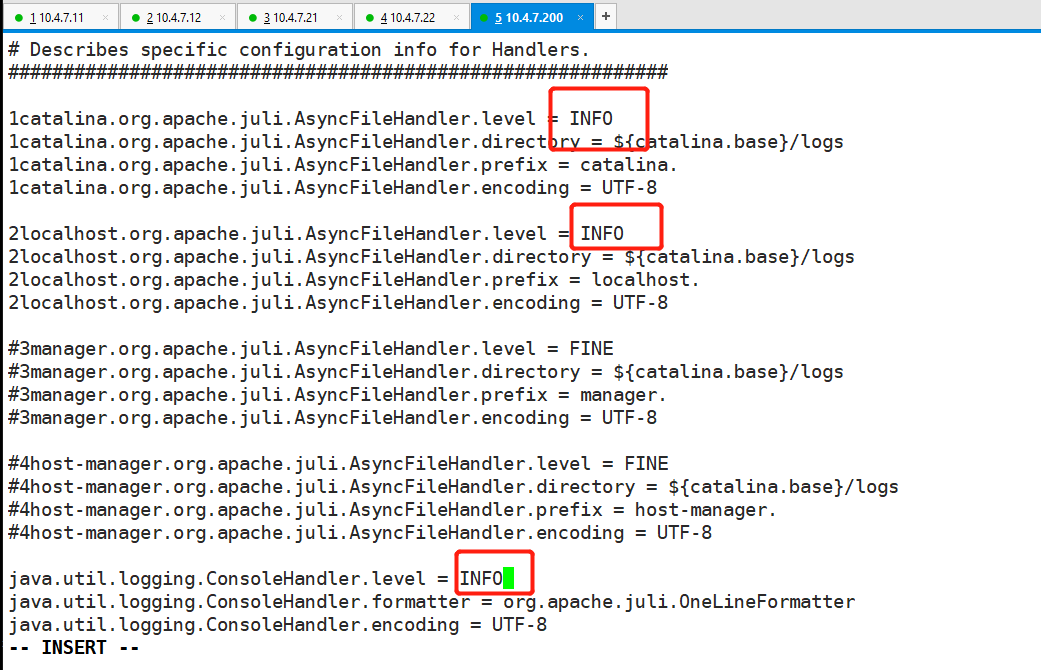 1 10.4.7.11 × 2 10.4.7.12 × 3 10.4.7.21 × 4 10.4.7.22 × 5 10.4.7.200 × +
# Describes specific configuration info for Handlers.
############################################################
1catalina.org.apache.juli.AsyncFileHandler.level = INFO
1catalina.org.apache.juli.AsyncFileHandler.directory = ${catalina.base}/logs
1catalina.org.apache.juli.AsyncFileHandler.prefix = catalina.
1catalina.org.apache.juli.AsyncFileHandler.encoding = UTF-8
2localhost.org.apache.juli.AsyncFileHandler.level = INFO
2localhost.org.apache.juli.AsyncFileHandler.directory = ${catalina.base}/logs
2localhost.org.apache.juli.AsyncFileHandler.prefix = localhost.
2localhost.org.apache.juli.AsyncFileHandler.encoding = UTF-8
#3manager.org.apache.juli.AsyncFileHandler.level = FINE
#3manager.org.apache.juli.AsyncFileHandler.directory = ${catalina.base}/logs
#3manager.org.apache.juli.AsyncFileHandler.prefix = manager.
#3manager.org.apache.juli.AsyncFileHandler.encoding = UTF-8
#4host-manager.org.apache.juli.AsyncFileHandler.level = FINE
#4host-manager.org.apache.juli.AsyncFileHandler.directory = ${catalina.base}/logs
#4host-manager.org.apache.juli.AsyncFileHandler.prefix = host-manager.
#4host-manager.org.apache.juli.AsyncFileHandler.encoding = UTF-8
java.util.logging.ConsoleHandler.level = INFO
java.util.logging.ConsoleHandler.formatter = org.apache.juli.OneLineFormatter
java.util.logging.ConsoleHandler.encoding = UTF-8
-- INSERT --